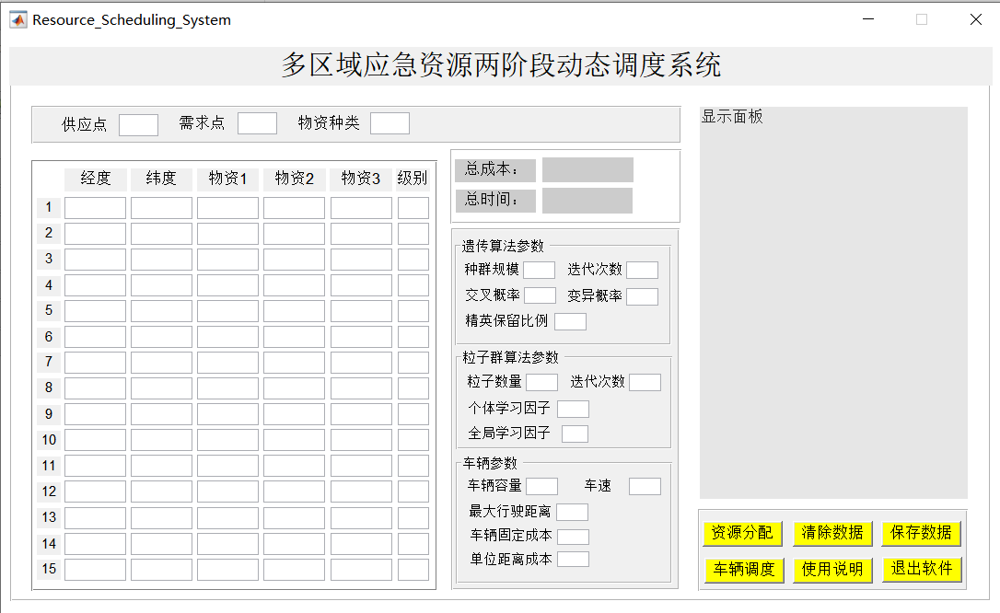 Resource_Scheduling_System
多区域应急资源两阶段动态调度系统
供应点 需求点 物资种类
经度 纬度 物资1 物资2 物资3 级别
1
2
3
4
5
6
7
8
9
10
11
12
13
14
15
总成本：
总时间：
遗传算法参数
种群规模 迭代次数
交叉概率 变异概率
精英保留比例
粒子群算法参数
粒子数量 迭代次数
个体学习因子
全局学习因子
车辆参数
车辆容量 车速
最大行驶距离
车辆固定成本
单位距离成本
显示面板
资源分配 清除数据 保存数据
车辆调度 使用说明 退出软件